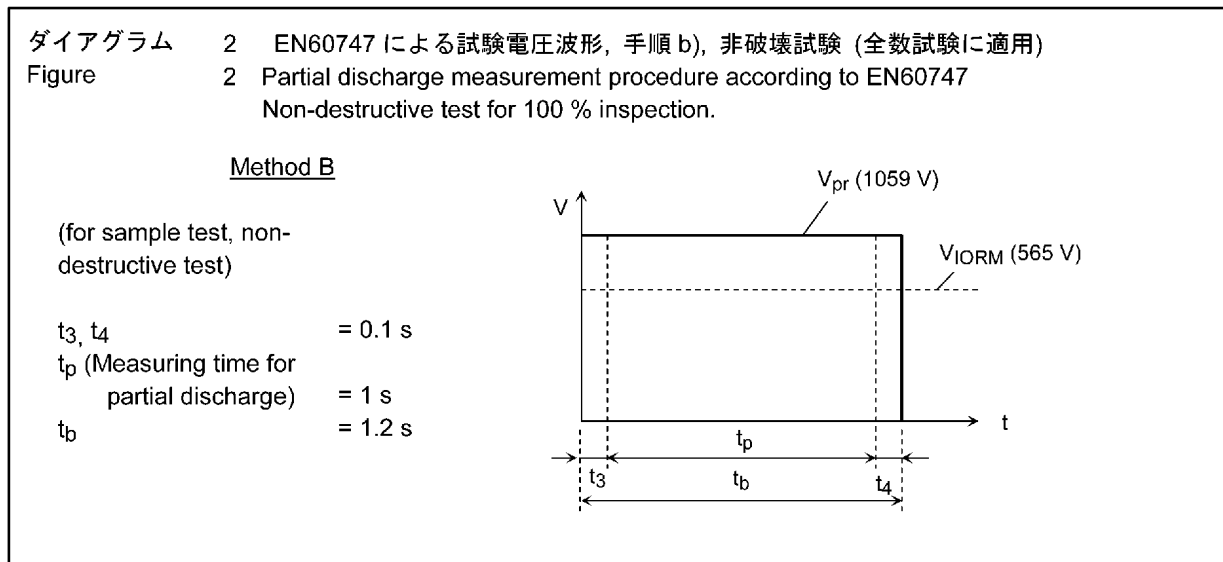 ダイアグラム 2 EN60747 による試験電圧波形, 手順 b), 非破壊試験 (全数試験に適用)
Figure 2 Partial discharge measurement procedure according to EN60747
Non-destructive test for 100 % inspection.
Method B
(for sample test, non-
destructive test)
t3, t4 = 0.1 s
tp (Measuring time for
partial discharge) = 1 s
tb = 1.2 s
Vpr (1059 V)
V
VIORM (565 V)
t
tp
t3
tb
t4